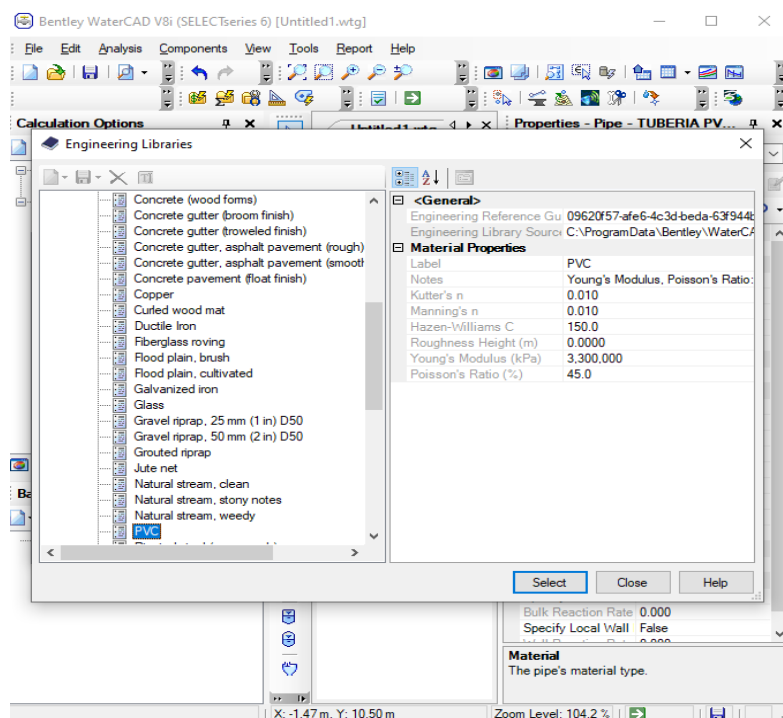 Bentley WaterCAD V8i (SELECTseries 6) [Untitled1.wtg]
File Edit Analysis Components View Tools Report Help
Calculation Options
Untitled1.wtg
Properties - Pipe - TUBERIA PV...
Engineering Libraries
Concrete (wood forms)
Concrete gutter (broom finish)
Concrete gutter (troweled finish)
Concrete gutter, asphalt pavement (rough)
Concrete gutter, asphalt pavement (smooth
Concrete pavement (float finish)
Copper
Curled wood mat
Ductile Iron
Fiberglass roving
Flood plain, brush
Flood plain, cultivated
Galvanized iron
Glass
Gravel riprap, 25 mm (1 in) D50
Gravel riprap, 50 mm (2 in) D50
Grouted riprap
Jute net
Natural stream, clean
Natural stream, stony notes
Natural stream, weedy
PVC
<General>
Engineering Reference Gu 09620f57-afe6-4c3d-beda-63f944b
Engineering Library Source C:\ProgramData\Bentley\WaterCA
Material Properties
Label PVC
Notes Young's Modulus, Poisson's Ratio:
Kutter's n 0.010
Manning's n 0.010
Hazen-Williams C 150.0
Roughness Height (m) 0.0000
Young's Modulus (kPa) 3,300,000
Poisson's Ratio (%) 45.0
Select Close Help
Ba
Bulk Reaction Rate 0.000
Specify Local Wall False
Material
The pipe's material type.
X: -1.47 m, Y: 10.50 m
Zoom Level: 104.2 %